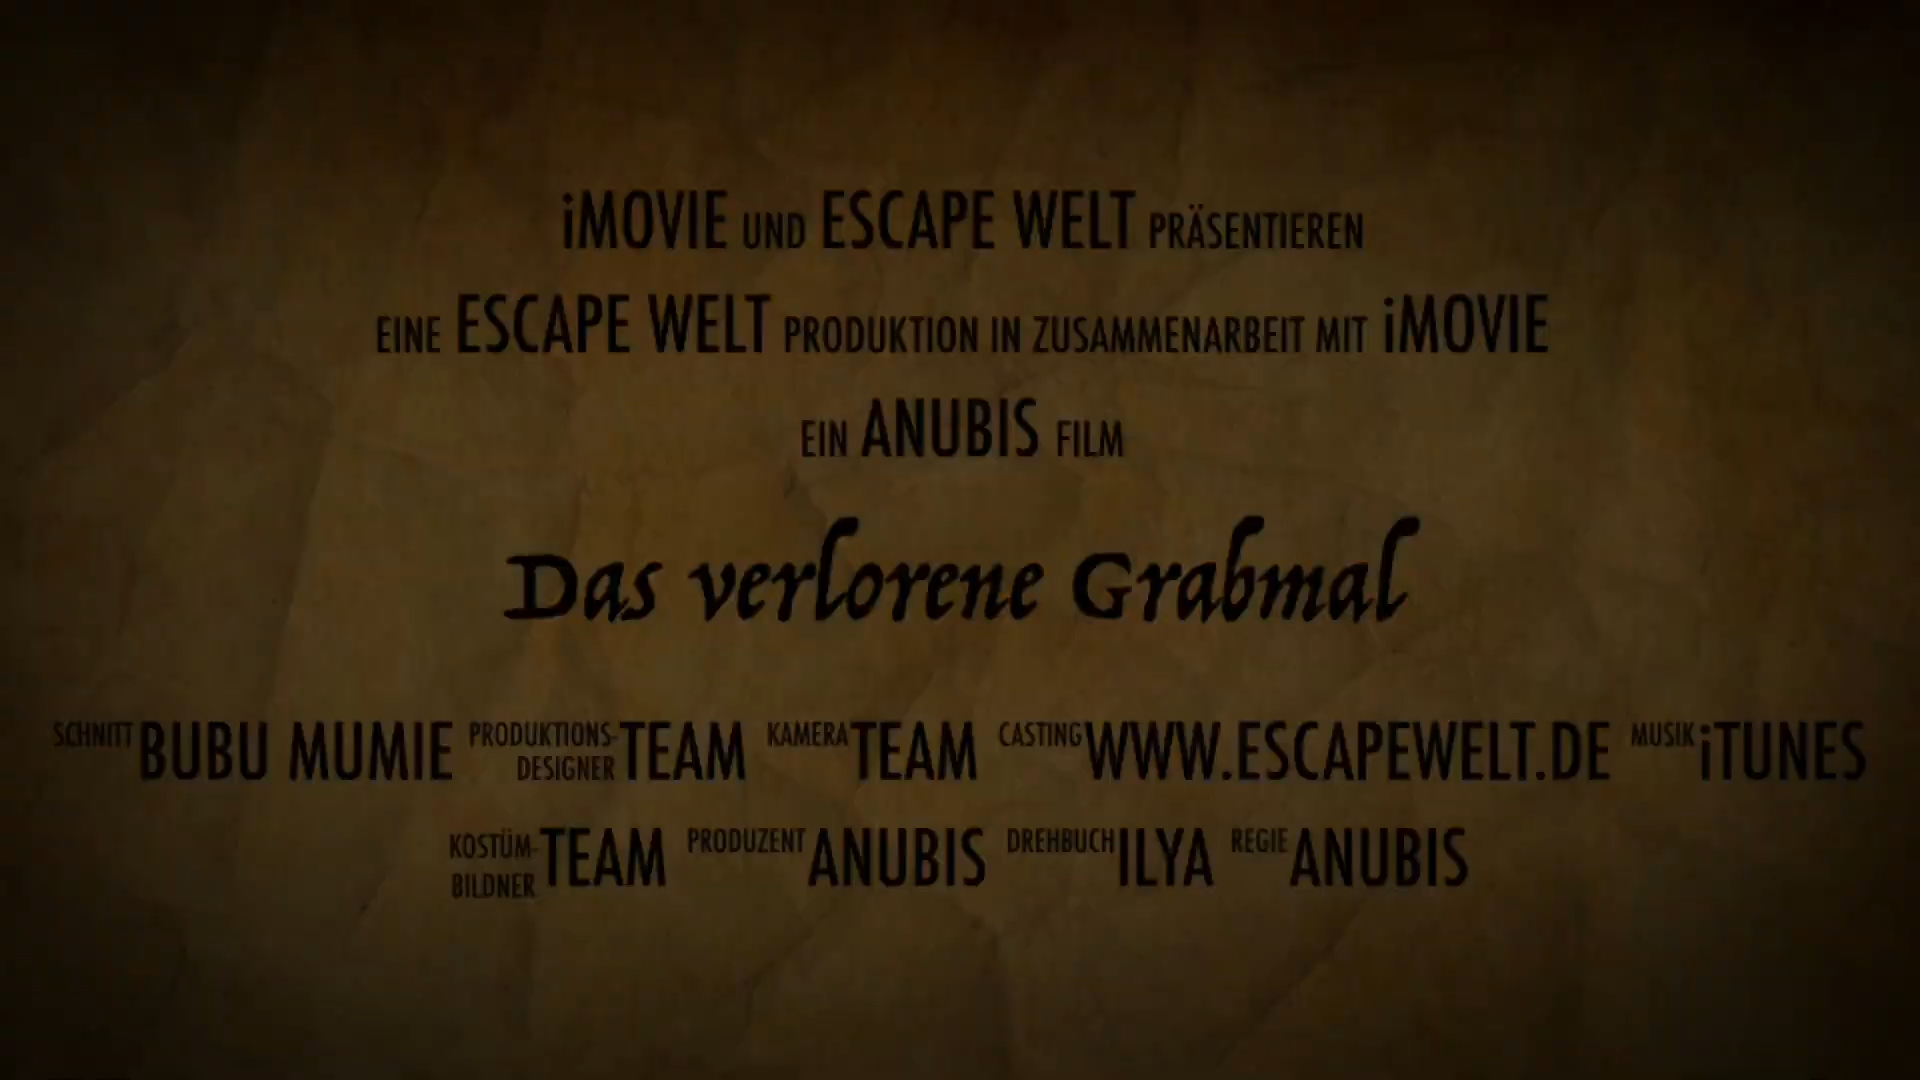 iMOVIE UND ESCAPE WELT PRÄSENTIEREN
EINE ESCAPE WELT PRODUKTION IN ZUSAMMENARBEIT MIT iMOVIE
EIN ANUBIS FILM
Das verlorene Grabmal
SCHNITT BUBU MUMIE PRODUKTIONS-DESIGNER TEAM KAMERA TEAM CASTING WWW.ESCAPEWELT.DE MUSIK iTUNES
KOSTÜM-BILDNER TEAM PRODUZENT ANUBIS DREHBUCH ILYA REGIE ANUBIS